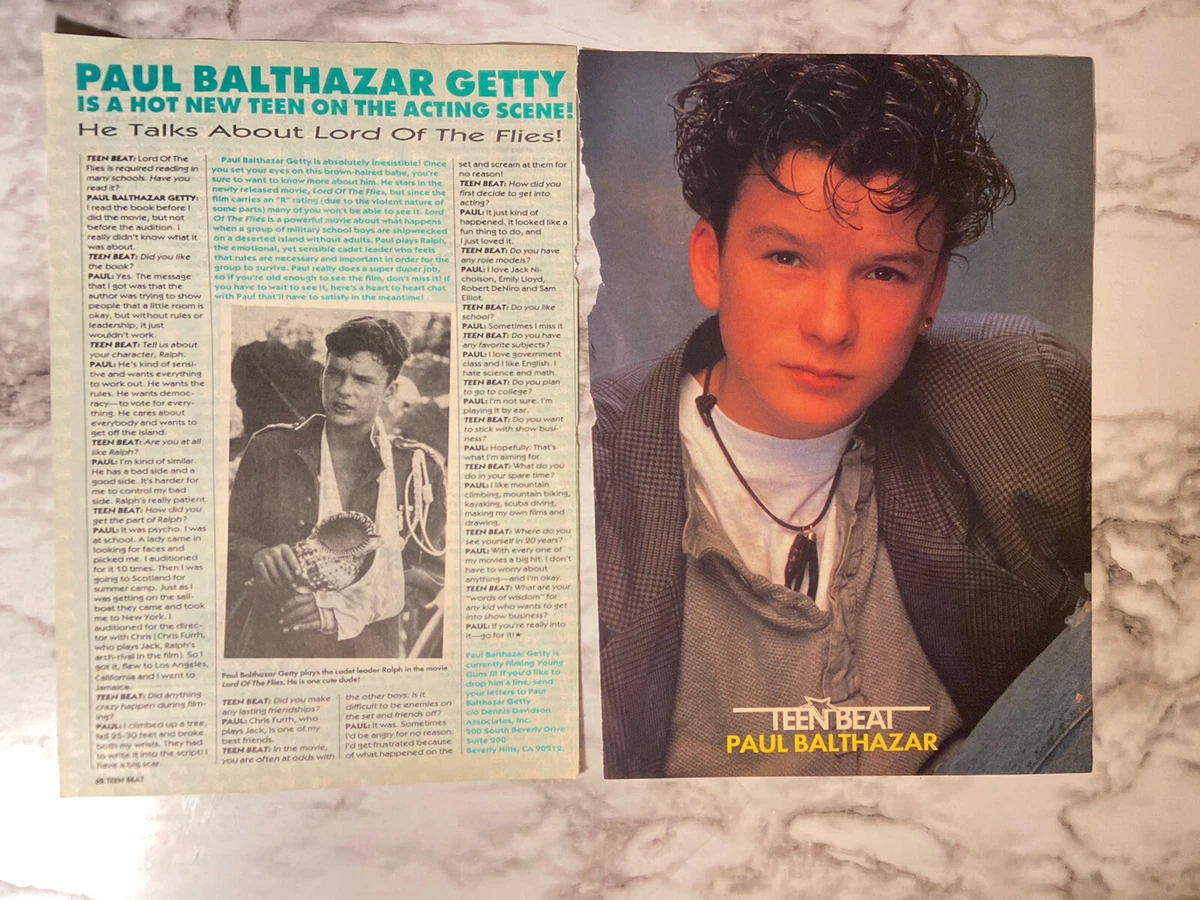 PAUL BALTHAZAR GETTY
IS A HOT NEW TEEN ON THE ACTING SCENE!
He Talks About Lord Of The Flies!
TEEN BEAT: Lord Of The
Flies is required reading in
many schools. Have you
read it?
PAUL BALTHAZAR GETTY:
I read the book before I
did the movie, but not
before the audition. I
really didn't know what it
was about.
TEEN BEAT: Did you like
the book?
PAUL: Yes. The message
that I got was that the
author was trying to show
people that a little room is
okay, but without rules or
leadership, it just
wouldn't work.
TEEN BEAT: Tell us about
your character, Ralph.
PAUL: He's kind of sensi-
tive and wants everything
to work out. He wants the
rules. He wants democ-
racy—to vote for every-
thing. He cares about
everybody and wants to
get off the island.
TEEN BEAT: Are you at all
like Ralph?
PAUL: I'm kind of similar.
He has a bad side and a
good side. It's harder for
me to control my bad
side. Ralph's really patient.
TEEN BEAT: How did you
get the part of Ralph?
PAUL: It was psycho. I was
at school. A lady came in
looking for faces and
picked me. I auditioned
for it 10 times. Then I was
going to Scotland for
summer camp. Just as I
was getting on the sail-
boat they came and took
me to New York. I
auditioned for the direc-
tor with Chris (Chris Furrh,
who plays Jack, Ralph's
arch-rival in the film). So I
got it, flew to Los Angeles,
California and I went to
Jamaica.
TEEN BEAT: Did anything
crazy happen during film-
ing?
PAUL: I climbed up a tree,
fell 25-30 feet and broke
both my wrists. They had
to write it into the script! I
have a big scar.
Paul Balthazar Getty is absolutely irresistible! Once
you set your eyes on this brown-haired babe, you're
sure to want to know more about him. He stars in the
newly released movie, Lord Of The Flies, but since the
film carries an "R" rating (due to the violent nature of
some parts) many of you won't be able to see it. Lord
Of The Flies is a powerful movie about what happens
when a group of military school boys are shipwrecked
on a deserted island without adults. Paul plays Ralph,
the emotional, yet sensible cadet leader who feels
that rules are necessary and important in order for the
group to survive. Paul really does a super duper job,
so if you're old enough to see the film, don't miss it! If
you have to wait to see it, here's a heart to heart chat
with Paul that'll have to satisfy in the meantime!
Paul Balthazar Getty plays the cadet leader Ralph in the movie
Lord Of The Flies. He is one cute dude!
TEEN BEAT: Did you make
any lasting friendships?
PAUL: Chris Furrh, who
plays Jack, is one of my
best friends.
TEEN BEAT: In the movie,
you are often at odds with
the other boys. Is it
difficult to be enemies on
the set and friends off?
PAUL: It was. Sometimes
I'd be angry for no reason.
I'd get frustrated because
of what happened on the
set and scream at them for
no reason!
TEEN BEAT: How did you
first decide to get into
acting?
PAUL: It just kind of
happened. It looked like a
fun thing to do, and
I just loved it.
TEEN BEAT: Do you have
any role models?
PAUL: I love Jack Ni-
cholson, Emily Lloyd,
Robert DeNiro and Sam
Elliot.
TEEN BEAT: Do you like
school?
PAUL: Sometimes I miss it.
TEEN BEAT: Do you have
any favorite subjects?
PAUL: I love government
class and I like English. I
hate science and math.
TEEN BEAT: Do you plan
to go to college?
PAUL: I'm not sure. I'm
playing it by ear.
TEEN BEAT: Do you want
to stick with show busi-
ness?
PAUL: Hopefully. That's
what I'm aiming for.
TEEN BEAT: What do you
do in your spare time?
PAUL: I like mountain
climbing, mountain biking,
kayaking, scuba diving,
making my own films and
drawing.
TEEN BEAT: Where do you
see yourself in 20 years?
PAUL: With every one of
my movies a big hit. I don't
have to worry about
anything—and I'm okay.
TEEN BEAT: What are your
"words of wisdom" for
any kid who wants to get
into show business?
PAUL: If you're really into
it—go for it!★
Paul Balthazar Getty is
currently filming Young
Guns II! If you'd like to
drop him a line, send
your letters to Paul
Balthazar Getty
c/o Dennis Davidson
Associates, Inc.
200 South Beverly Drive
Suite 200
Beverly Hills, CA 90212.
TEEN BEAT
TEEN BEAT
PAUL BALTHAZAR